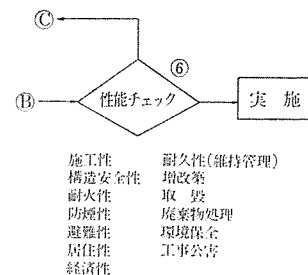 Ⓒ
⑥
Ⓑ 性能チェック 実施
施工性 耐久性(維持管理)
構造安全性 増改築
耐火性 取毀
防煙性 廃棄物処理
避難性 環境保全
居住性 工事公害
経済性